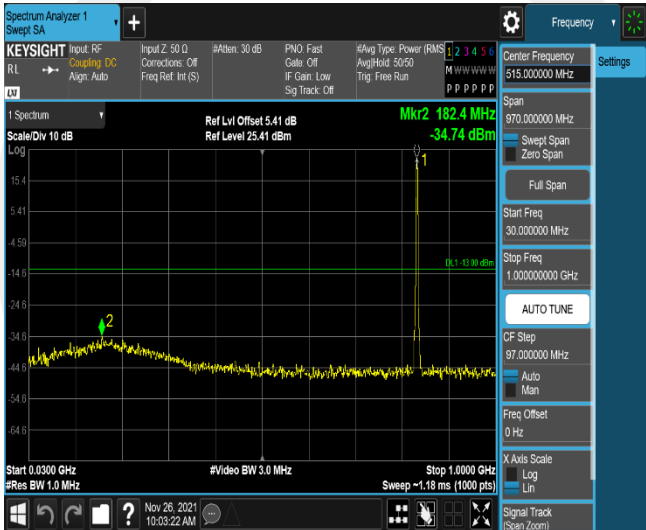 Spectrum Analyzer 1
Swept SA
Frequency
KEYSIGHT
RL
LXI
Input: RF
Coupling: DC
Align: Auto
Input Z: 50 Ω
Corrections: Off
Freq Ref: Int (S)
#Atten: 30 dB
PNO: Fast
Gate: Off
IF Gain: Low
Sig Track: Off
#Avg Type: Power (RMS
Avg|Hold: 50/50
Trig: Free Run
1 2 3 4 5 6
M W W W W W
P P P P P P
1 Spectrum
Scale/Div 10 dB
Log
Ref Lvl Offset 5.41 dB
Ref Level 25.41 dBm
Mkr2 182.4 MHz
-34.74 dBm
15.4
5.41
-4.59
-14.6
-24.6
-34.6
-44.6
-54.6
-64.6
1
2
DL1 -13.00 dBm
Start 0.0300 GHz
#Res BW 1.0 MHz
#Video BW 3.0 MHz
Stop 1.0000 GHz
Sweep ~1.18 ms (1000 pts)
Nov 26, 2021
10:03:22 AM
Center Frequency
515.000000 MHz
Settings
Span
970.000000 MHz
Swept Span
Zero Span
Full Span
Start Freq
30.000000 MHz
Stop Freq
1.000000000 GHz
AUTO TUNE
CF Step
97.000000 MHz
Auto
Man
Freq Offset
0 Hz
X Axis Scale
Log
Lin
Signal Track
(Span Zoom)